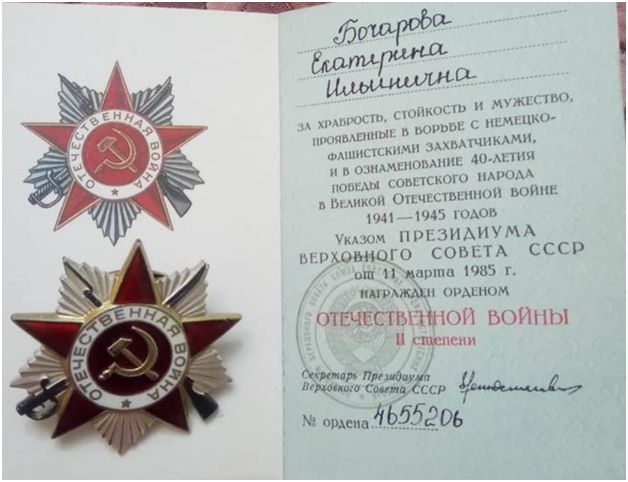 ОТЕЧЕСТВЕННАЯ ВОЙНА
ОТЕЧЕСТВЕННАЯ ВОЙНА
Бочарова
Екатерина
Ильинична
ЗА ХРАБРОСТЬ, СТОЙКОСТЬ И МУЖЕСТВО,
ПРОЯВЛЕННЫЕ В БОРЬБЕ С НЕМЕЦКО-
ФАШИСТСКИМИ ЗАХВАТЧИКАМИ,
И В ОЗНАМЕНОВАНИЕ 40-ЛЕТИЯ
ПОБЕДЫ СОВЕТСКОГО НАРОДА
В ВЕЛИКОЙ ОТЕЧЕСТВЕННОЙ ВОЙНЕ
1941—1945 ГОДОВ
УКАЗОМ ПРЕЗИДИУМА
ВЕРХОВНОГО СОВЕТА СССР
от 11 марта 1985 г.
НАГРАЖДЕН ОРДЕНОМ
ОТЕЧЕСТВЕННОЙ ВОЙНЫ
II степени
Секретарь Президиума
Верховного Совета СССР
№ ордена 4655206